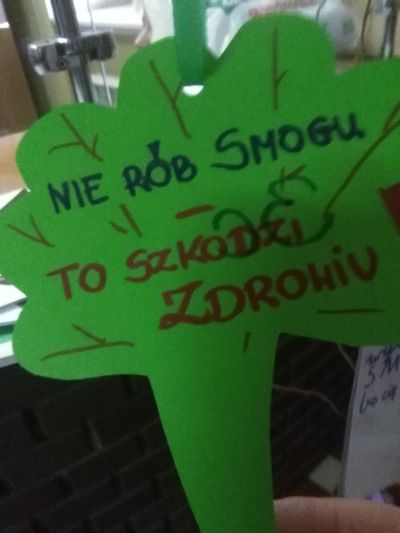 NIE RÓB SMOGU
- TO SZKODZI
ZDROWIU